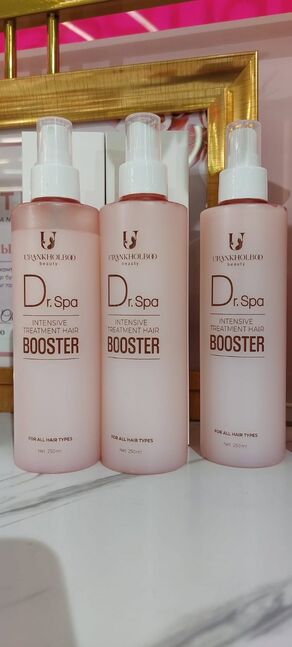 URANKHOLBOO
beauty
Dr. Spa
INTENSIVE
TREATMENT HAIR
BOOSTER
FOR ALL HAIR TYPES
Net 250ml
URANKHOLBOO
beauty
Dr. Spa
INTENSIVE
TREATMENT HAIR
BOOSTER
FOR ALL HAIR TYPES
Net 250ml
URANKHOLBOO
beauty
Dr. Spa
INTENSIVE
TREATMENT HAIR
BOOSTER
FOR ALL HAIR TYPES
Net 250ml